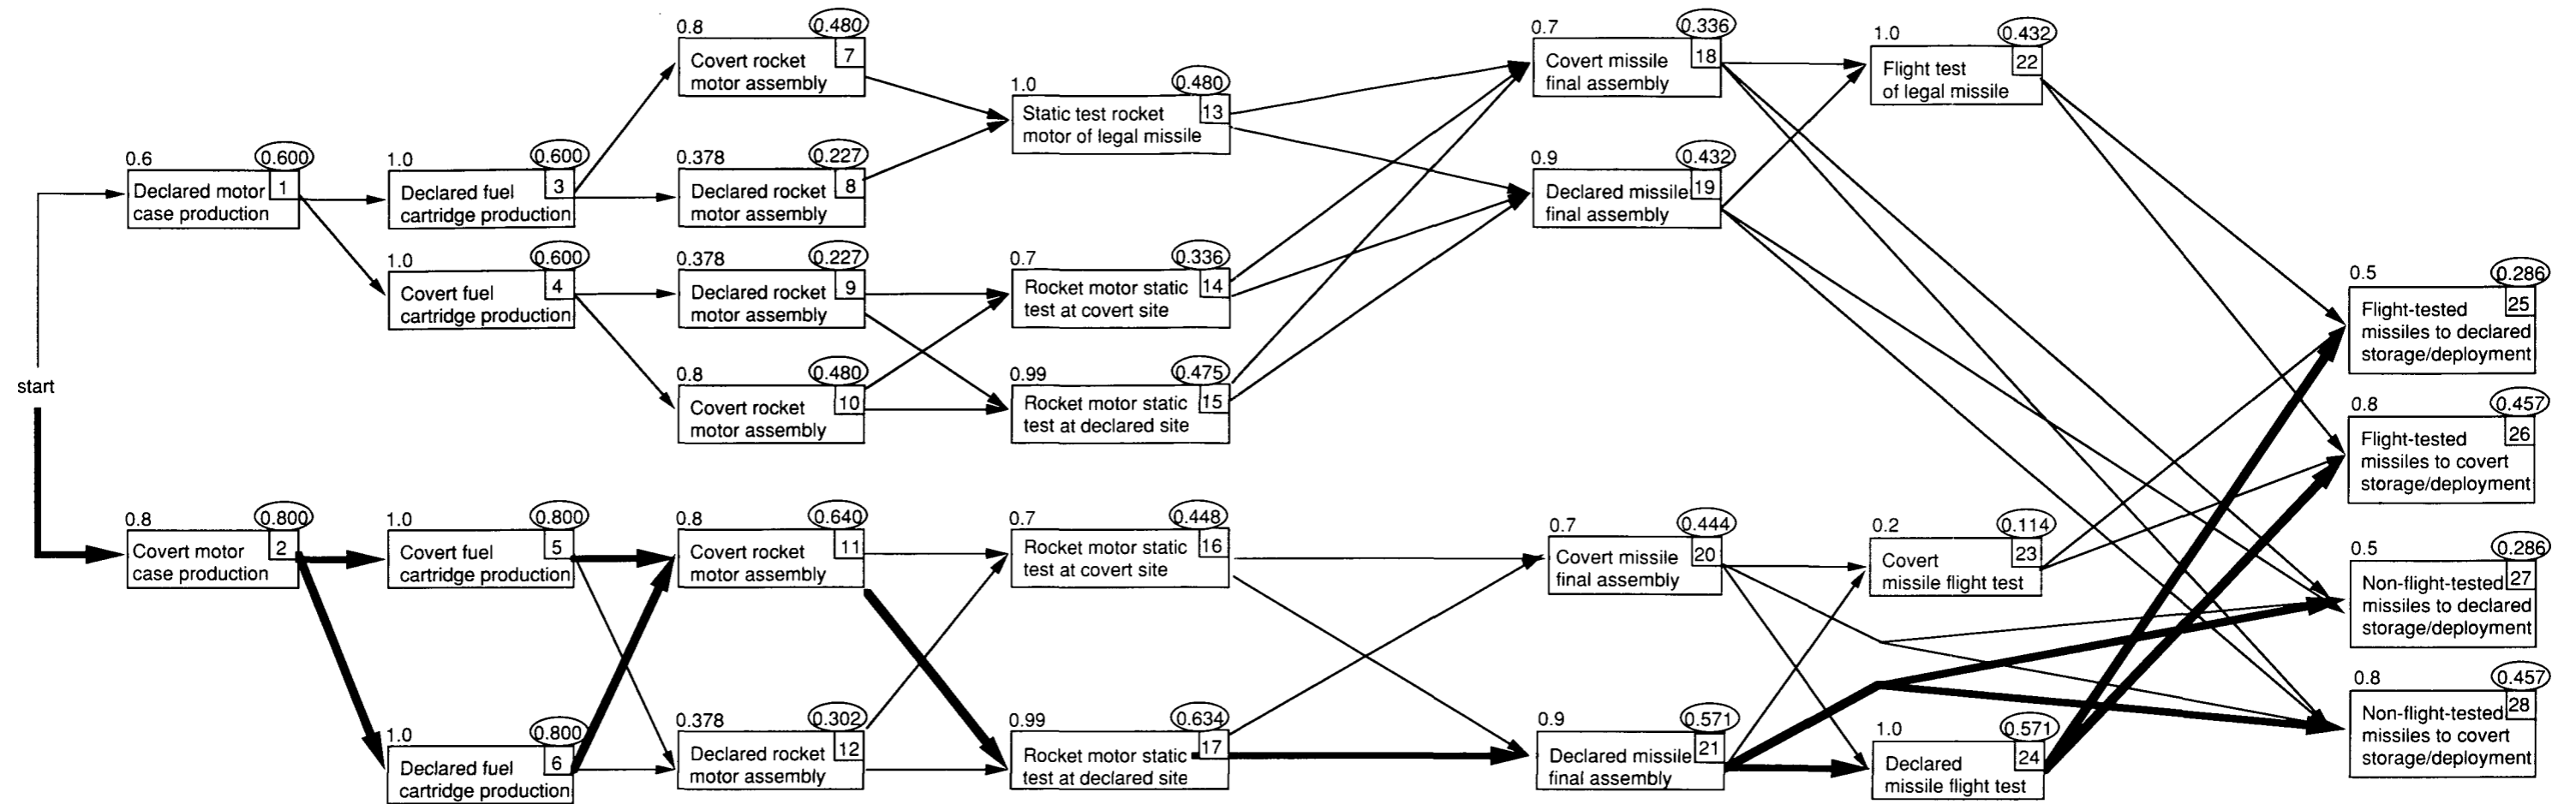 start
0.6
0.600
1
Declared motor
case production
0.8
0.800
2
Covert motor
case production
1.0
0.600
3
Declared fuel
cartridge production
1.0
0.600
4
Covert fuel
cartridge production
1.0
0.800
5
Covert fuel
cartridge production
1.0
0.800
6
Declared fuel
cartridge production
0.8
0.480
7
Covert rocket
motor assembly
0.378
0.227
8
Declared rocket
motor assembly
0.378
0.227
9
Declared rocket
motor assembly
0.8
0.480
10
Covert rocket
motor assembly
0.8
0.640
11
Covert rocket
motor assembly
0.378
0.302
12
Declared rocket
motor assembly
1.0
0.480
13
Static test rocket
motor of legal missile
0.7
0.336
14
Rocket motor static
test at covert site
0.99
0.475
15
Rocket motor static
test at declared site
0.7
0.448
16
Rocket motor static
test at covert site
0.99
0.634
17
Rocket motor static
test at declared site
0.7
0.336
18
Covert missile
final assembly
0.9
0.432
19
Declared missile
final assembly
0.7
0.444
20
Covert missile
final assembly
0.9
0.571
21
Declared missile
final assembly
1.0
0.432
22
Flight test
of legal missile
0.2
0.114
23
Covert
missile flight test
1.0
0.571
24
Declared
missile flight test
0.5
0.286
25
Flight-tested
missiles to declared
storage/deployment
0.8
0.457
26
Flight-tested
missiles to covert
storage/deployment
0.5
0.286
27
Non-flight-tested
missiles to declared
storage/deployment
0.8
0.457
28
Non-flight-tested
missiles to covert
storage/deployment